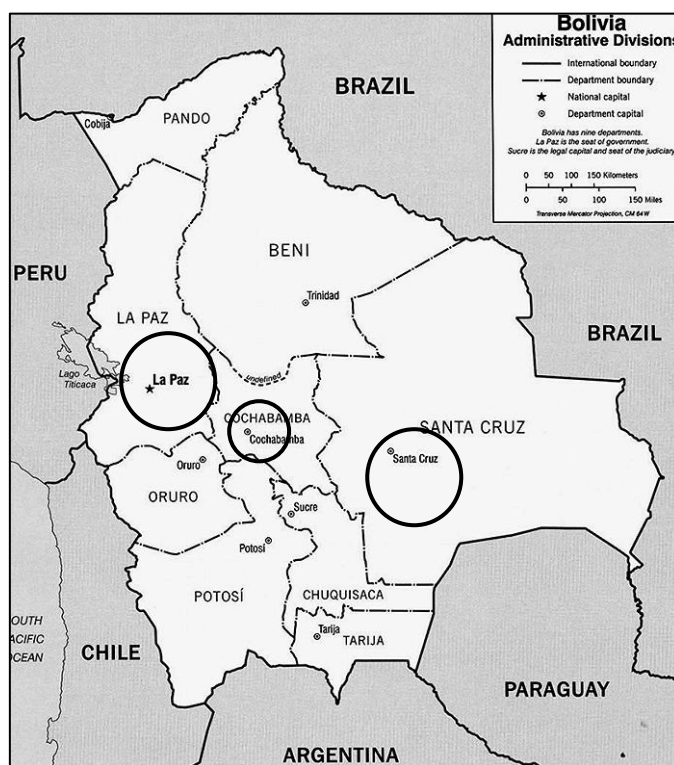 Bolivia
Administrative Divisions
International boundary
Department boundary
National capital
Department capital
Bolivia has nine departments.
La Paz is the seat of government.
Sucre is the legal capital and seat of the judiciary
0 50 100 150 Kilometers
0 50 100 150 Miles
Transverse Mercator Projection, CM 64W
BRAZIL
Cobija
PANDO
BENI
PERU
Trinidad
LA PAZ
BRAZIL
Lago
Titicaca
La Paz
undefined
COCHABAMBA
Cochabamba
SANTA CRUZ
Santa Cruz
Oruro
ORURO
Sucre
Potosí
POTOSÍ
CHUQUISACA
Tarija
TARIJA
OUTH
ACIFIC
OCEAN
CHILE
PARAGUAY
ARGENTINA